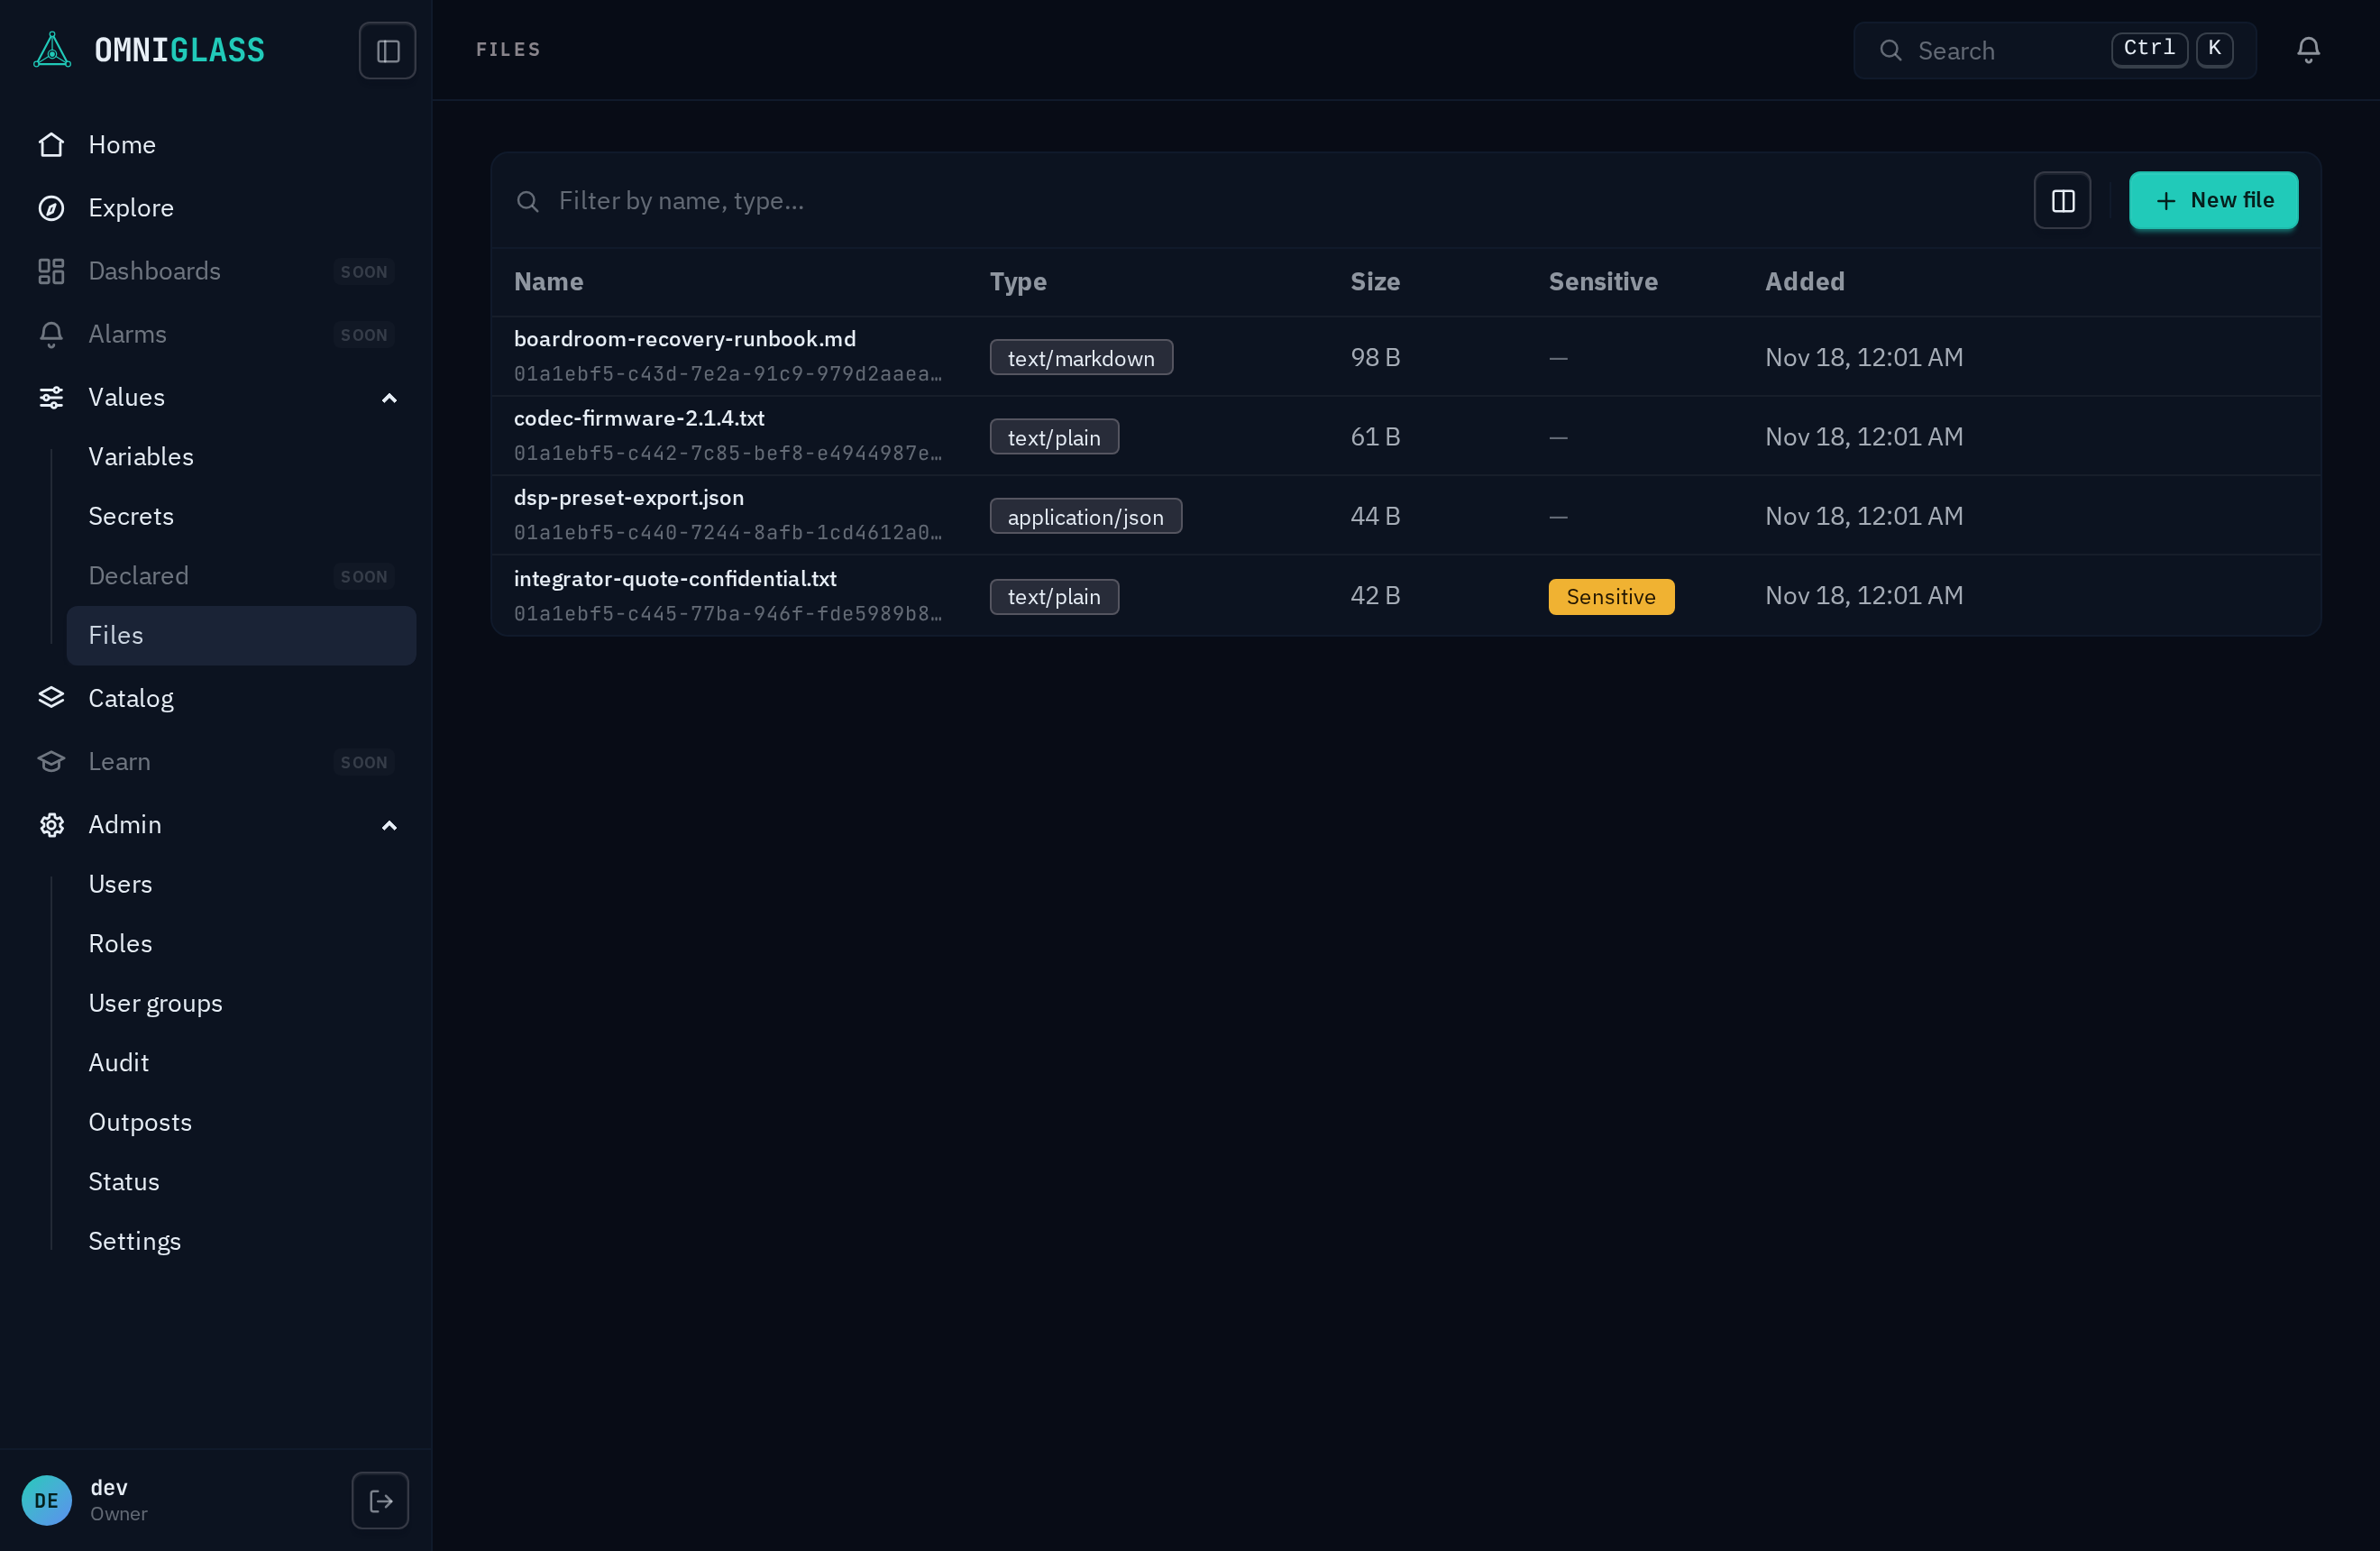 OMNIGLASS
Home
Explore
Dashboards SOON
Alarms SOON
Values
Variables
Secrets
Declared SOON
Files
Catalog
Learn SOON
Admin
Users
Roles
User groups
Audit
Outposts
Status
Settings
DE
dev
Owner
FILES
Search Ctrl K
Filter by name, type...
New file
Name Type Size Sensitive Added
boardroom-recovery-runbook.md
01a1ebf5-c43d-7e2a-91c9-979d2aaea…
text/markdown 98 B — Nov 18, 12:01 AM
codec-firmware-2.1.4.txt
01a1ebf5-c442-7c85-bef8-e4944987e…
text/plain 61 B — Nov 18, 12:01 AM
dsp-preset-export.json
01a1ebf5-c440-7244-8afb-1cd4612a0…
application/json 44 B — Nov 18, 12:01 AM
integrator-quote-confidential.txt
01a1ebf5-c445-77ba-946f-fde5989b8…
text/plain 42 B Sensitive Nov 18, 12:01 AM